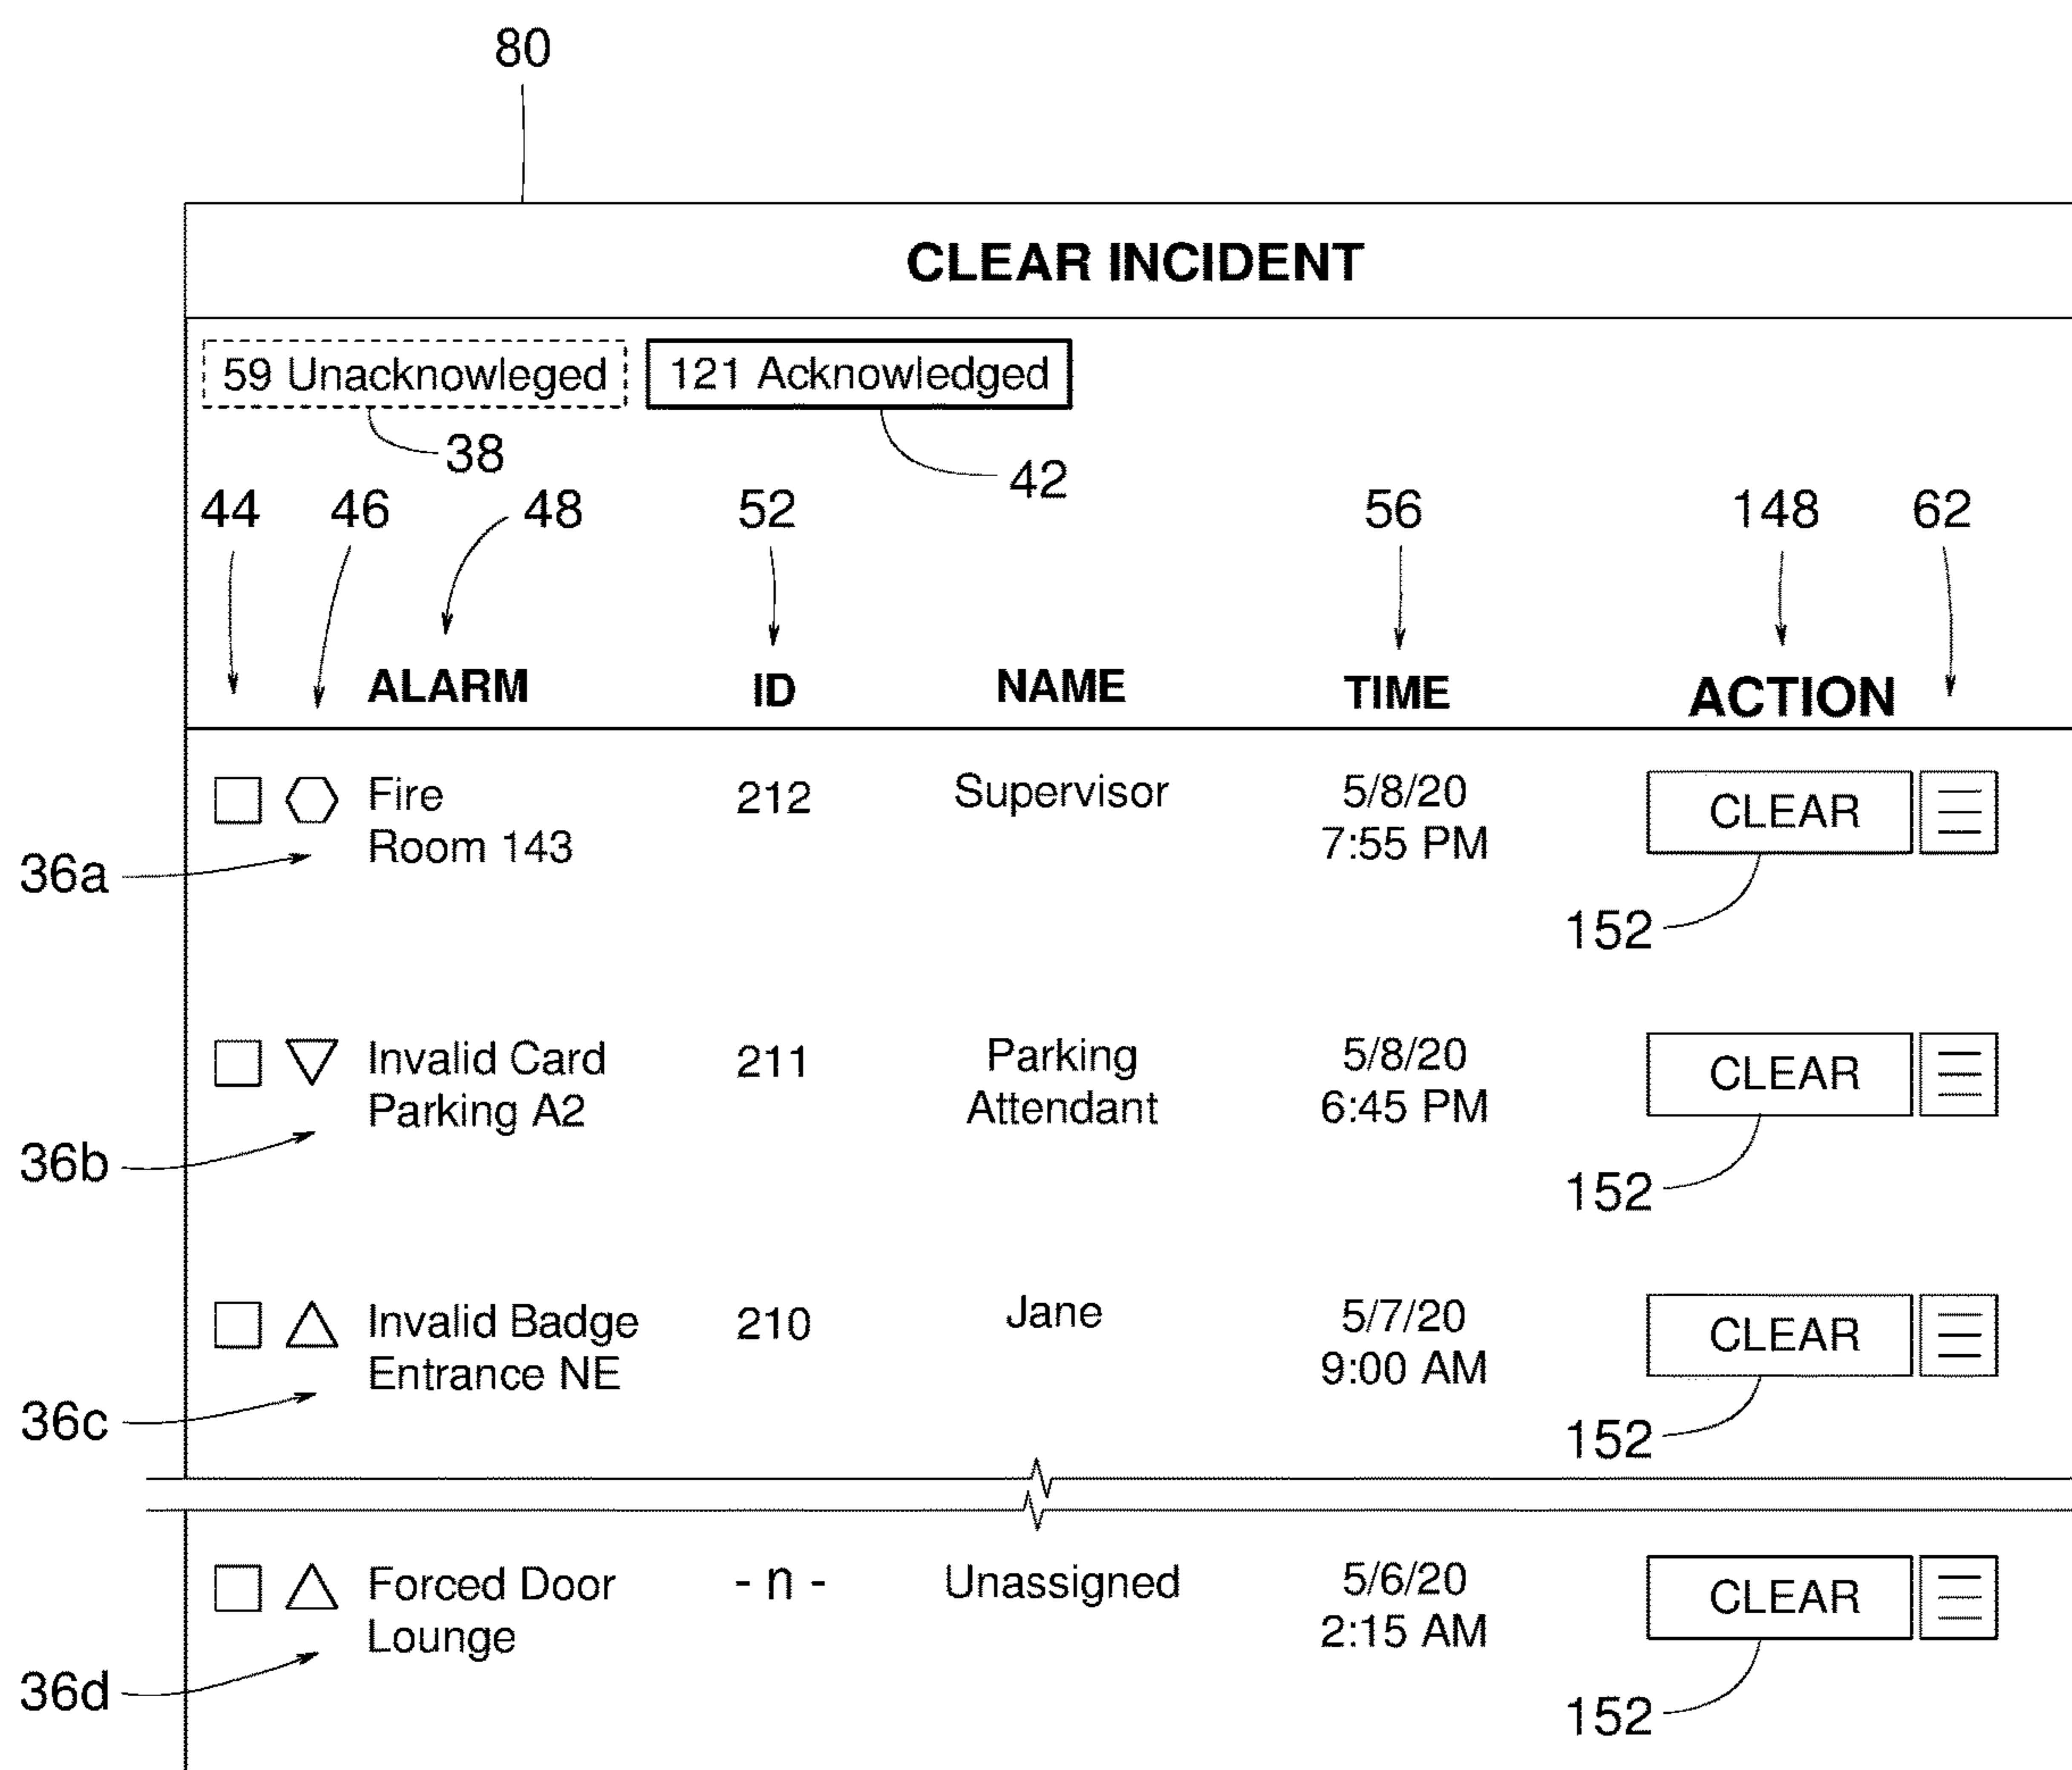 80
CLEAR INCIDENT
59 Unacknowleged 121 Acknowledged
38 42
44 46 48 52 56 148 62
ALARM ID NAME TIME ACTION
Fire 212 Supervisor 5/8/20 CLEAR
Room 143 7:55 PM
36a
152
Invalid Card 211 Parking 5/8/20 CLEAR
Parking A2 Attendant 6:45 PM
36b
152
Invalid Badge 210 Jane 5/7/20 CLEAR
Entrance NE 9:00 AM
36c
152
Forced Door - n - Unassigned 5/6/20 CLEAR
Lounge 2:15 AM
36d
152